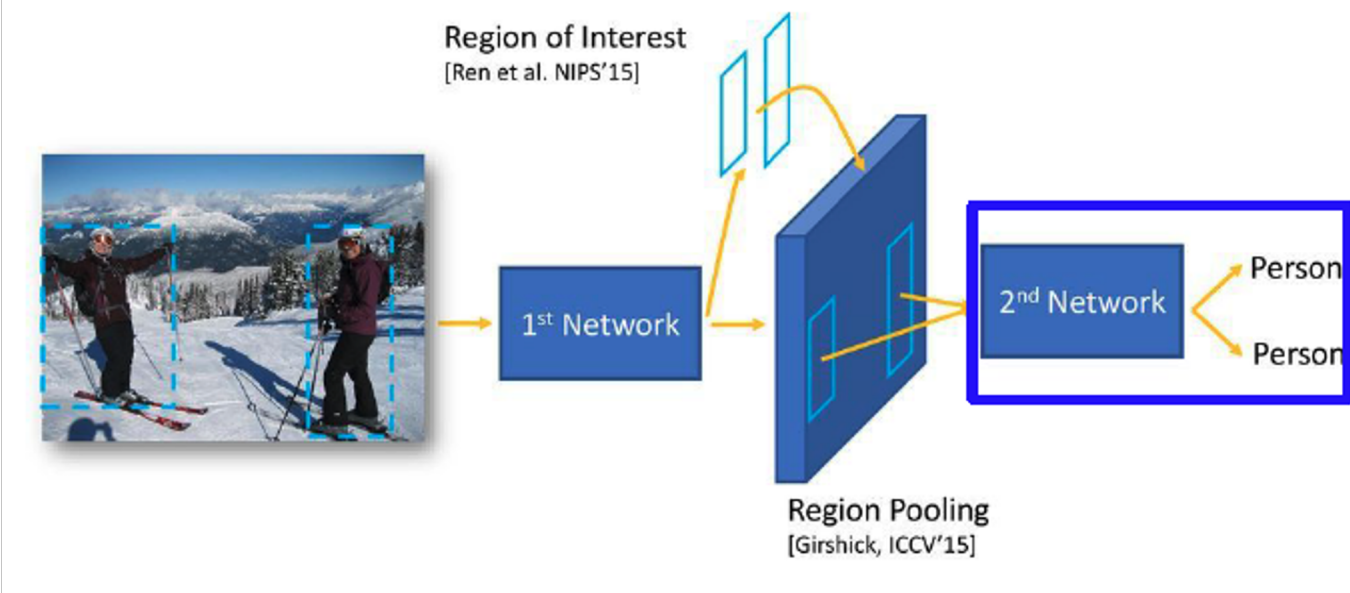 Region of Interest
[Ren et al. NIPS'15]
1st Network
2nd Network
Person
Person
Region Pooling
[Girshick, ICCV'15]